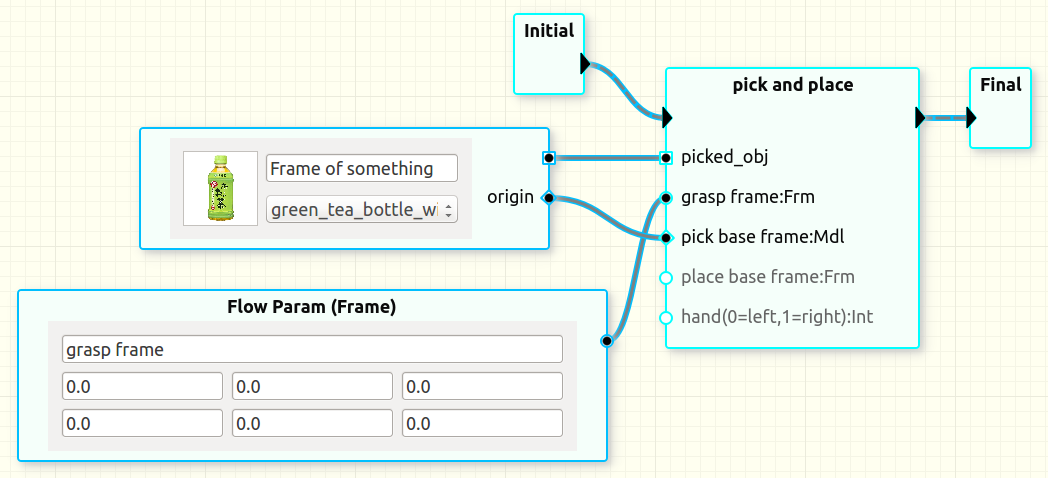 Initial
pick and place
Final
picked_obj
grasp frame:Frm
pick base frame:Mdl
place base frame:Frm
hand(0=left,1=right):Int
Frame of something
green_tea_bottle_wi
origin
Flow Param (Frame)
grasp frame
0.0 0.0 0.0
0.0 0.0 0.0